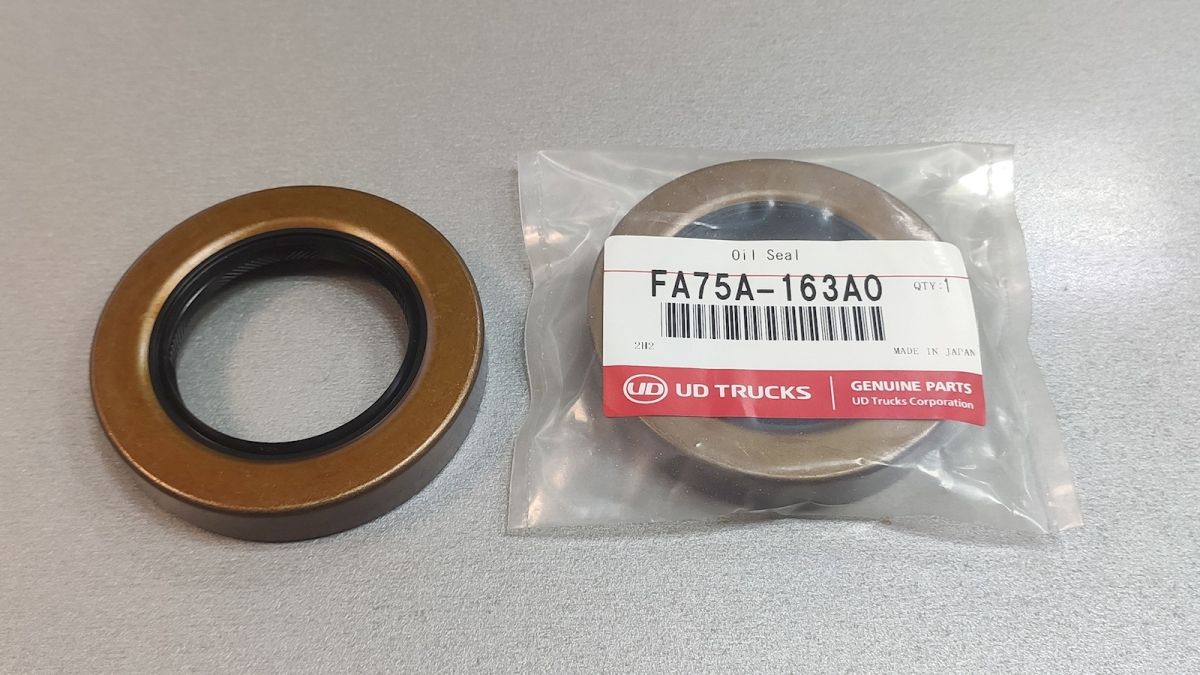 Oil Seal
FA75A-163A0
QTY:1
2H2
MADE IN JAPAN
UD UD TRUCKS
GENUINE PARTS
UD Trucks Corporation